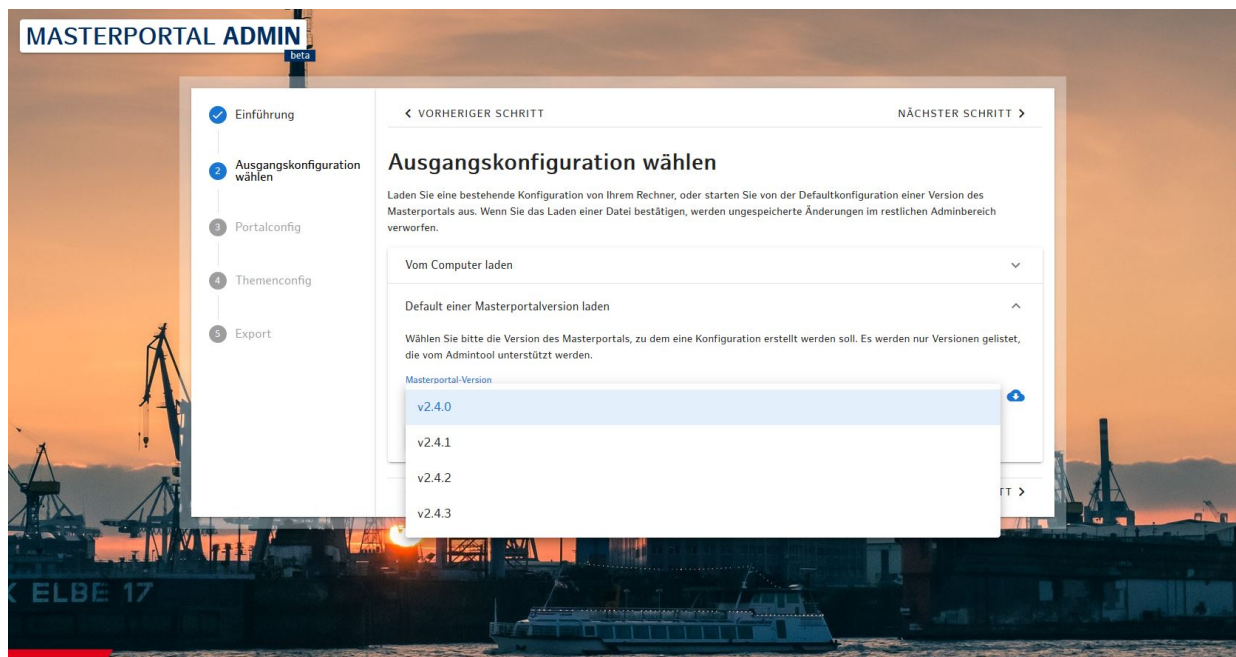 MASTERPORTAL ADMIN
beta
Einführung
2 Ausgangskonfiguration
wählen
3 Portalconfig
4 Themenconfig
5 Export
VORHERIGER SCHRITT
NÄCHSTER SCHRITT
Ausgangskonfiguration wählen
Laden Sie eine bestehende Konfiguration von Ihrem Rechner, oder starten Sie von der Defaultkonfiguration einer Version des
Masterportals aus. Wenn Sie das Laden einer Datei bestätigen, werden ungespeicherte Änderungen im restlichen Adminbereich
verworfen.
Vom Computer laden
Default einer Masterportalversion laden
Wählen Sie bitte die Version des Masterportals, zu dem eine Konfiguration erstellt werden soll. Es werden nur Versionen gelistet,
die vom Admintool unterstützt werden.
Masterportal-Version
v2.4.0
v2.4.1
v2.4.2
v2.4.3
TT
ELBE 17